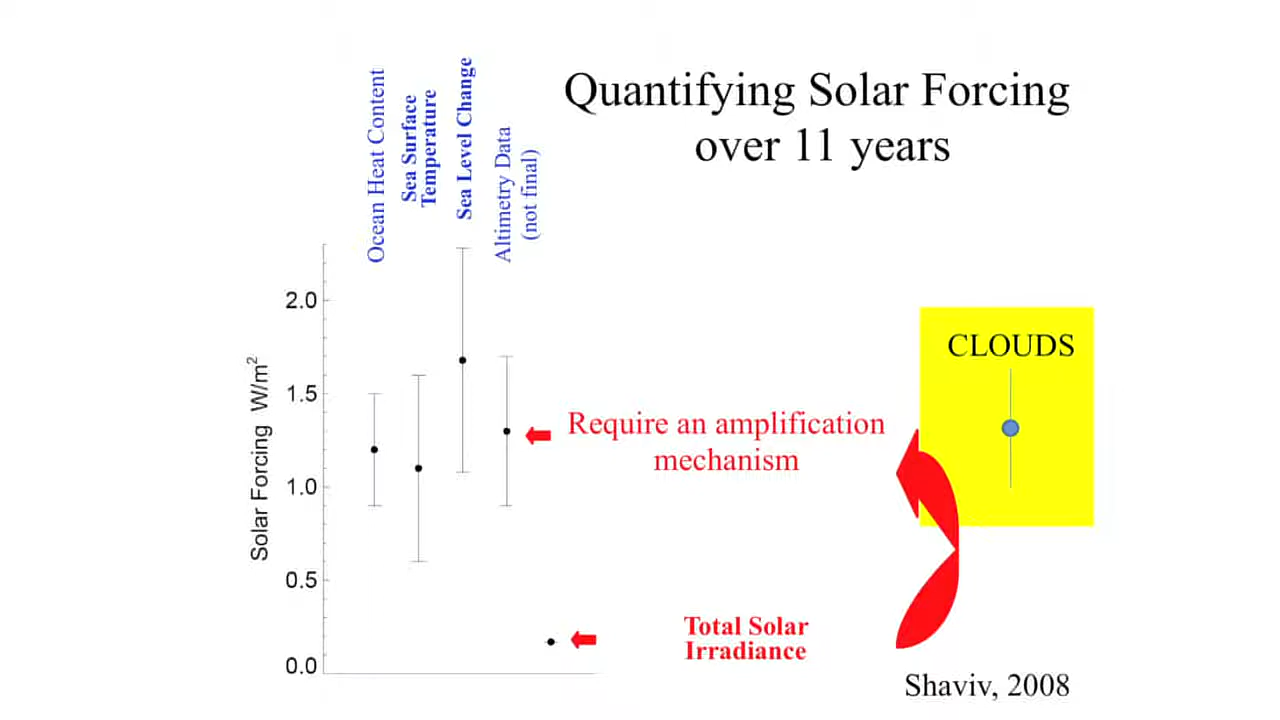 Quantifying Solar Forcing
over 11 years
Ocean Heat Content
Sea Surface
Temperature
Sea Level Change
Altimetry Data
(not final)
Solar Forcing W/m²
2.0
1.5
1.0
0.5
0.0
CLOUDS
Require an amplification
mechanism
Total Solar
Irradiance
Shaviv, 2008